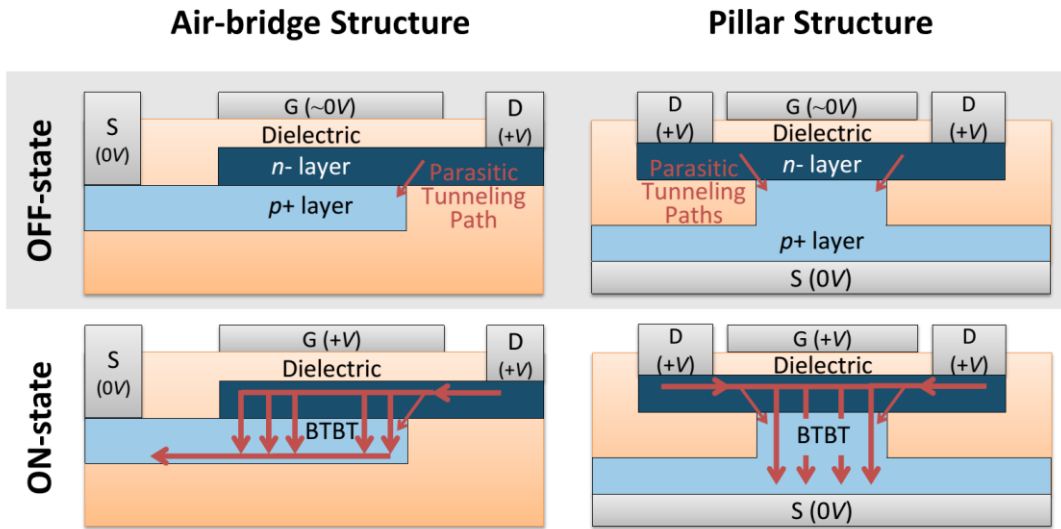 Air-bridge Structure
Pillar Structure
OFF-state
S
(0V)
G (~0V)
D
(+V)
Dielectric
n- layer
Parasitic
Tunneling
Path
p+ layer
D
(+V)
G (~0V)
D
(+V)
Dielectric
n- layer
Parasitic
Tunneling
Paths
p+ layer
S (0V)
ON-state
S
(0V)
G (+V)
D
(+V)
Dielectric
BTBT
D
(+V)
G (+V)
D
(+V)
Dielectric
BTBT
S (0V)